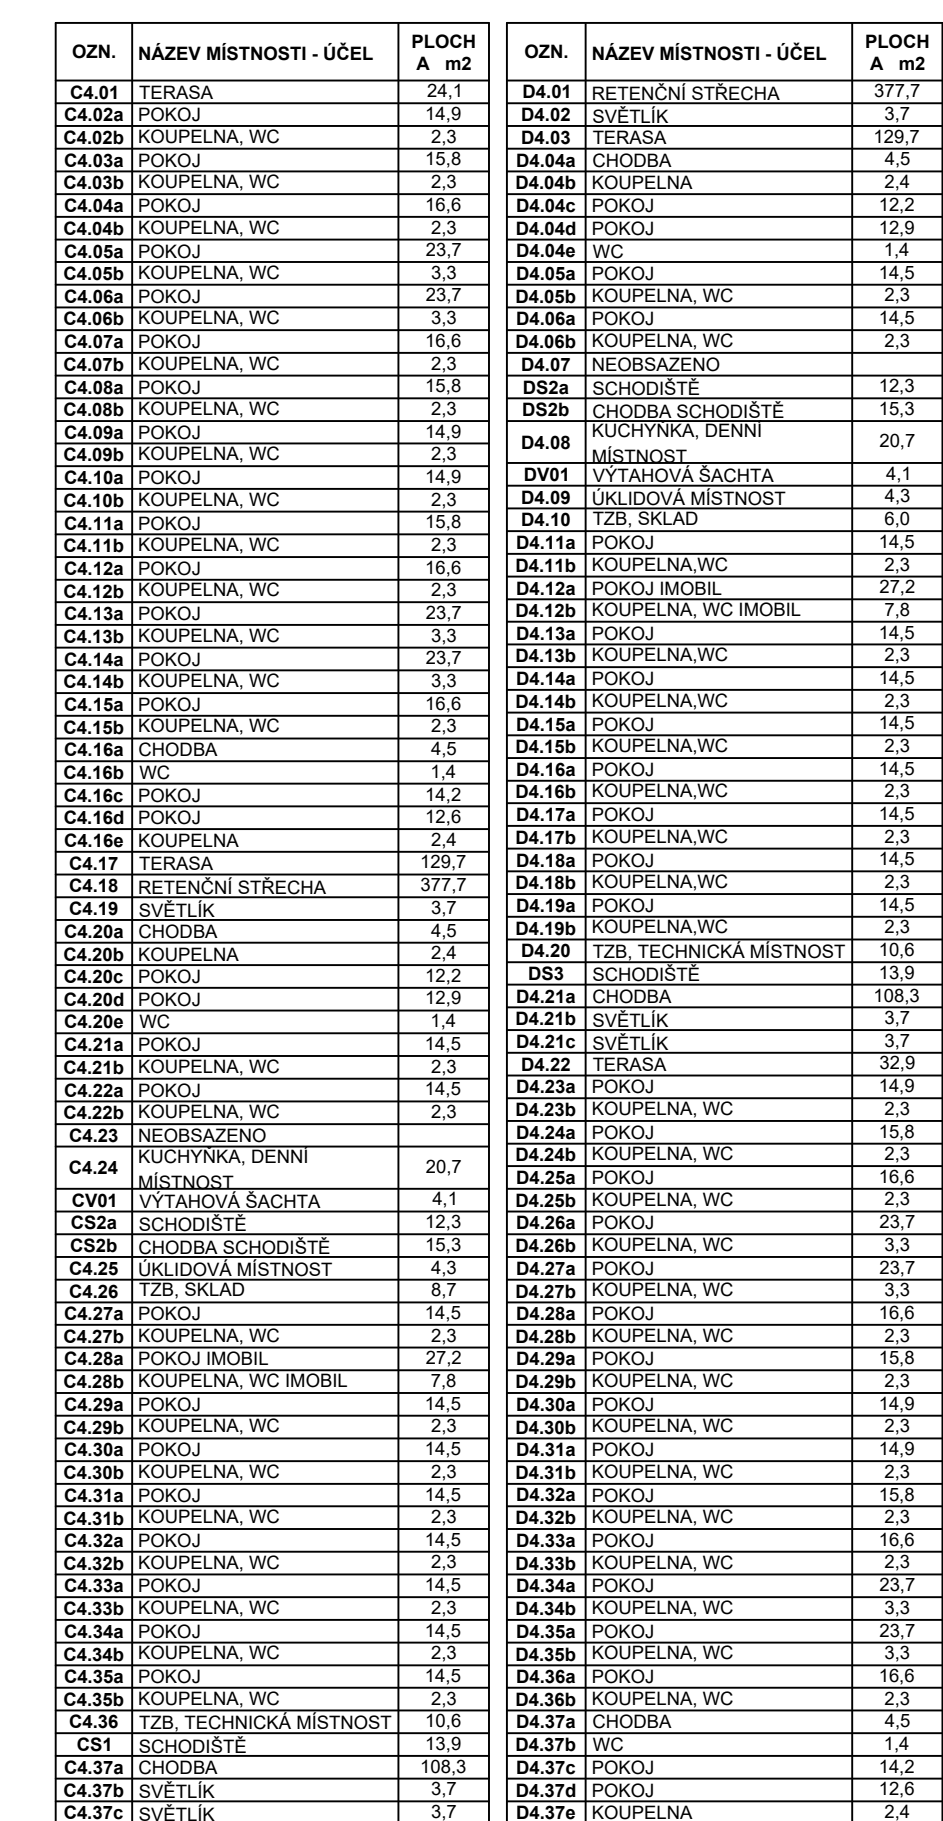 OZN. NÁZEV MÍSTNOSTI - ÚČEL PLOCH
A m2
C4.01 TERASA 24,1
C4.02a POKOJ 14,9
C4.02b KOUPELNA, WC 2,3
C4.03a POKOJ 15,8
C4.03b KOUPELNA, WC 2,3
C4.04a POKOJ 16,6
C4.04b KOUPELNA, WC 2,3
C4.05a POKOJ 23,7
C4.05b KOUPELNA, WC 3,3
C4.06a POKOJ 23,7
C4.06b KOUPELNA, WC 3,3
C4.07a POKOJ 16,6
C4.07b KOUPELNA, WC 2,3
C4.08a POKOJ 15,8
C4.08b KOUPELNA, WC 2,3
C4.09a POKOJ 14,9
C4.09b KOUPELNA, WC 2,3
C4.10a POKOJ 14,9
C4.10b KOUPELNA, WC 2,3
C4.11a POKOJ 15,8
C4.11b KOUPELNA, WC 2,3
C4.12a POKOJ 16,6
C4.12b KOUPELNA, WC 2,3
C4.13a POKOJ 23,7
C4.13b KOUPELNA, WC 3,3
C4.14a POKOJ 23,7
C4.14b KOUPELNA, WC 3,3
C4.15a POKOJ 16,6
C4.15b KOUPELNA, WC 2,3
C4.16a CHODBA 4,5
C4.16b WC 1,4
C4.16c POKOJ 14,2
C4.16d POKOJ 12,6
C4.16e KOUPELNA 2,4
C4.17 TERASA 129,7
C4.18 RETENČNÍ STŘECHA 377,7
C4.19 SVĚTLÍK 3,7
C4.20a CHODBA 4,5
C4.20b KOUPELNA 2,4
C4.20c POKOJ 12,2
C4.20d POKOJ 12,9
C4.20e WC 1,4
C4.21a POKOJ 14,5
C4.21b KOUPELNA, WC 2,3
C4.22a POKOJ 14,5
C4.22b KOUPELNA, WC 2,3
C4.23 NEOBSAZENO
C4.24 KUCHYŇKA, DENNÍ
MÍSTNOST 20,7
CV01 VÝTAHOVÁ ŠACHTA 4,1
CS2a SCHODIŠTĚ 12,3
CS2b CHODBA SCHODIŠTĚ 15,3
C4.25 ÚKLIDOVÁ MÍSTNOST 4,3
C4.26 TZB, SKLAD 8,7
C4.27a POKOJ 14,5
C4.27b KOUPELNA, WC 2,3
C4.28a POKOJ IMOBIL 27,2
C4.28b KOUPELNA, WC IMOBIL 7,8
C4.29a POKOJ 14,5
C4.29b KOUPELNA, WC 2,3
C4.30a POKOJ 14,5
C4.30b KOUPELNA, WC 2,3
C4.31a POKOJ 14,5
C4.31b KOUPELNA, WC 2,3
C4.32a POKOJ 14,5
C4.32b KOUPELNA, WC 2,3
C4.33a POKOJ 14,5
C4.33b KOUPELNA, WC 2,3
C4.34a POKOJ 14,5
C4.34b KOUPELNA, WC 2,3
C4.35a POKOJ 14,5
C4.35b KOUPELNA, WC 2,3
C4.36 TZB, TECHNICKÁ MÍSTNOST 10,6
CS1 SCHODIŠTĚ 13,9
C4.37a CHODBA 108,3
C4.37b SVĚTLÍK 3,7
C4.37c SVĚTLÍK 3,7
OZN. NÁZEV MÍSTNOSTI - ÚČEL PLOCH
A m2
D4.01 RETENČNÍ STŘECHA 377,7
D4.02 SVĚTLÍK 3,7
D4.03 TERASA 129,7
D4.04a CHODBA 4,5
D4.04b KOUPELNA 2,4
D4.04c POKOJ 12,2
D4.04d POKOJ 12,9
D4.04e WC 1,4
D4.05a POKOJ 14,5
D4.05b KOUPELNA, WC 2,3
D4.06a POKOJ 14,5
D4.06b KOUPELNA, WC 2,3
D4.07 NEOBSAZENO
DS2a SCHODIŠTĚ 12,3
DS2b CHODBA SCHODIŠTĚ 15,3
D4.08 KUCHYŇKA, DENNÍ
MÍSTNOST 20,7
DV01 VÝTAHOVÁ ŠACHTA 4,1
D4.09 ÚKLIDOVÁ MÍSTNOST 4,3
D4.10 TZB, SKLAD 6,0
D4.11a POKOJ 14,5
D4.11b KOUPELNA,WC 2,3
D4.12a POKOJ IMOBIL 27,2
D4.12b KOUPELNA, WC IMOBIL 7,8
D4.13a POKOJ 14,5
D4.13b KOUPELNA,WC 2,3
D4.14a POKOJ 14,5
D4.14b KOUPELNA,WC 2,3
D4.15a POKOJ 14,5
D4.15b KOUPELNA,WC 2,3
D4.16a POKOJ 14,5
D4.16b KOUPELNA,WC 2,3
D4.17a POKOJ 14,5
D4.17b KOUPELNA,WC 2,3
D4.18a POKOJ 14,5
D4.18b KOUPELNA,WC 2,3
D4.19a POKOJ 14,5
D4.19b KOUPELNA,WC 2,3
D4.20 TZB, TECHNICKÁ MÍSTNOST 10,6
DS3 SCHODIŠTĚ 13,9
D4.21a CHODBA 108,3
D4.21b SVĚTLÍK 3,7
D4.21c SVĚTLÍK 3,7
D4.22 TERASA 32,9
D4.23a POKOJ 14,9
D4.23b KOUPELNA, WC 2,3
D4.24a POKOJ 15,8
D4.24b KOUPELNA, WC 2,3
D4.25a POKOJ 16,6
D4.25b KOUPELNA, WC 2,3
D4.26a POKOJ 23,7
D4.26b KOUPELNA, WC 3,3
D4.27a POKOJ 23,7
D4.27b KOUPELNA, WC 3,3
D4.28a POKOJ 16,6
D4.28b KOUPELNA, WC 2,3
D4.29a POKOJ 15,8
D4.29b KOUPELNA, WC 2,3
D4.30a POKOJ 14,9
D4.30b KOUPELNA, WC 2,3
D4.31a POKOJ 14,9
D4.31b KOUPELNA, WC 2,3
D4.32a POKOJ 15,8
D4.32b KOUPELNA, WC 2,3
D4.33a POKOJ 16,6
D4.33b KOUPELNA, WC 2,3
D4.34a POKOJ 23,7
D4.34b KOUPELNA, WC 3,3
D4.35a POKOJ 23,7
D4.35b KOUPELNA, WC 3,3
D4.36a POKOJ 16,6
D4.36b KOUPELNA, WC 2,3
D4.37a CHODBA 4,5
D4.37b WC 1,4
D4.37c POKOJ 14,2
D4.37d POKOJ 12,6
D4.37e KOUPELNA 2,4